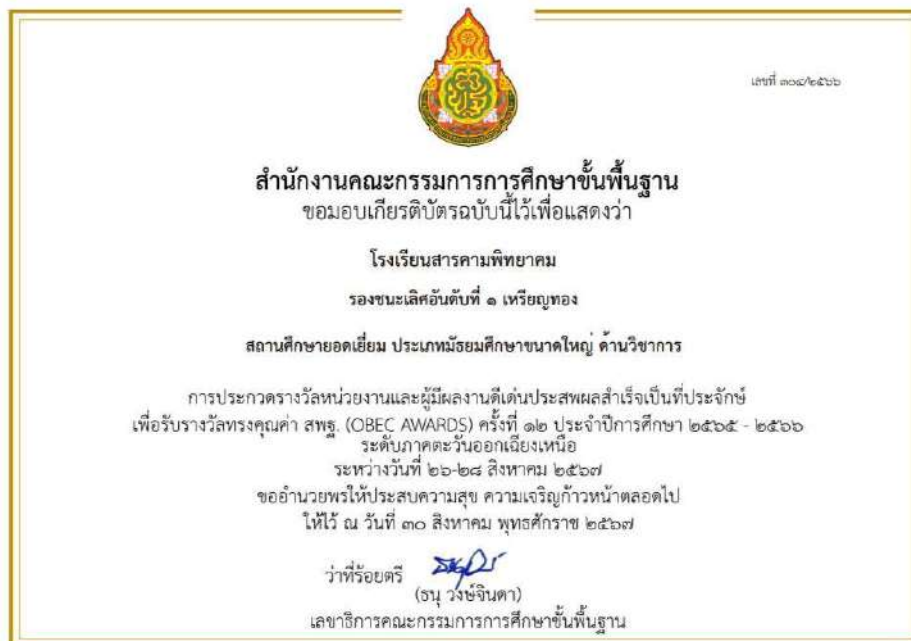 เลขที่ ๓๐๔/๒๕๖๖
สำนักงานคณะกรรมการการศึกษาขั้นพื้นฐาน
ขอมอบเกียรติบัตรฉบับนี้ไว้เพื่อแสดงว่า
โรงเรียนสารคามพิทยาคม
รองชนะเลิศอันดับที่ ๑ เหรียญทอง
สถานศึกษายอดเยี่ยม ประเภทมัธยมศึกษาขนาดใหญ่ ด้านวิชาการ
การประกวดรางวัลหน่วยงานและผู้มีผลงานดีเด่นประสพผลสำเร็จเป็นที่ประจักษ์
เพื่อรับรางวัลทรงคุณค่า สพฐ. (OBEC AWARDS) ครั้งที่ ๑๒ ประจำปีการศึกษา ๒๕๖๕ - ๒๕๖๖
ระดับภาคตะวันออกเฉียงเหนือ
ระหว่างวันที่ ๒๖-๒๘ สิงหาคม ๒๕๖๗
ขออำนวยพรให้ประสบความสุข ความเจริญก้าวหน้าตลอดไป
ให้ไว้ ณ วันที่ ๓๐ สิงหาคม พุทธศักราช ๒๕๖๗
ว่าที่ร้อยตรี
(ธนุ วงษ์จินดา)
เลขาธิการคณะกรรมการการศึกษาขั้นพื้นฐาน